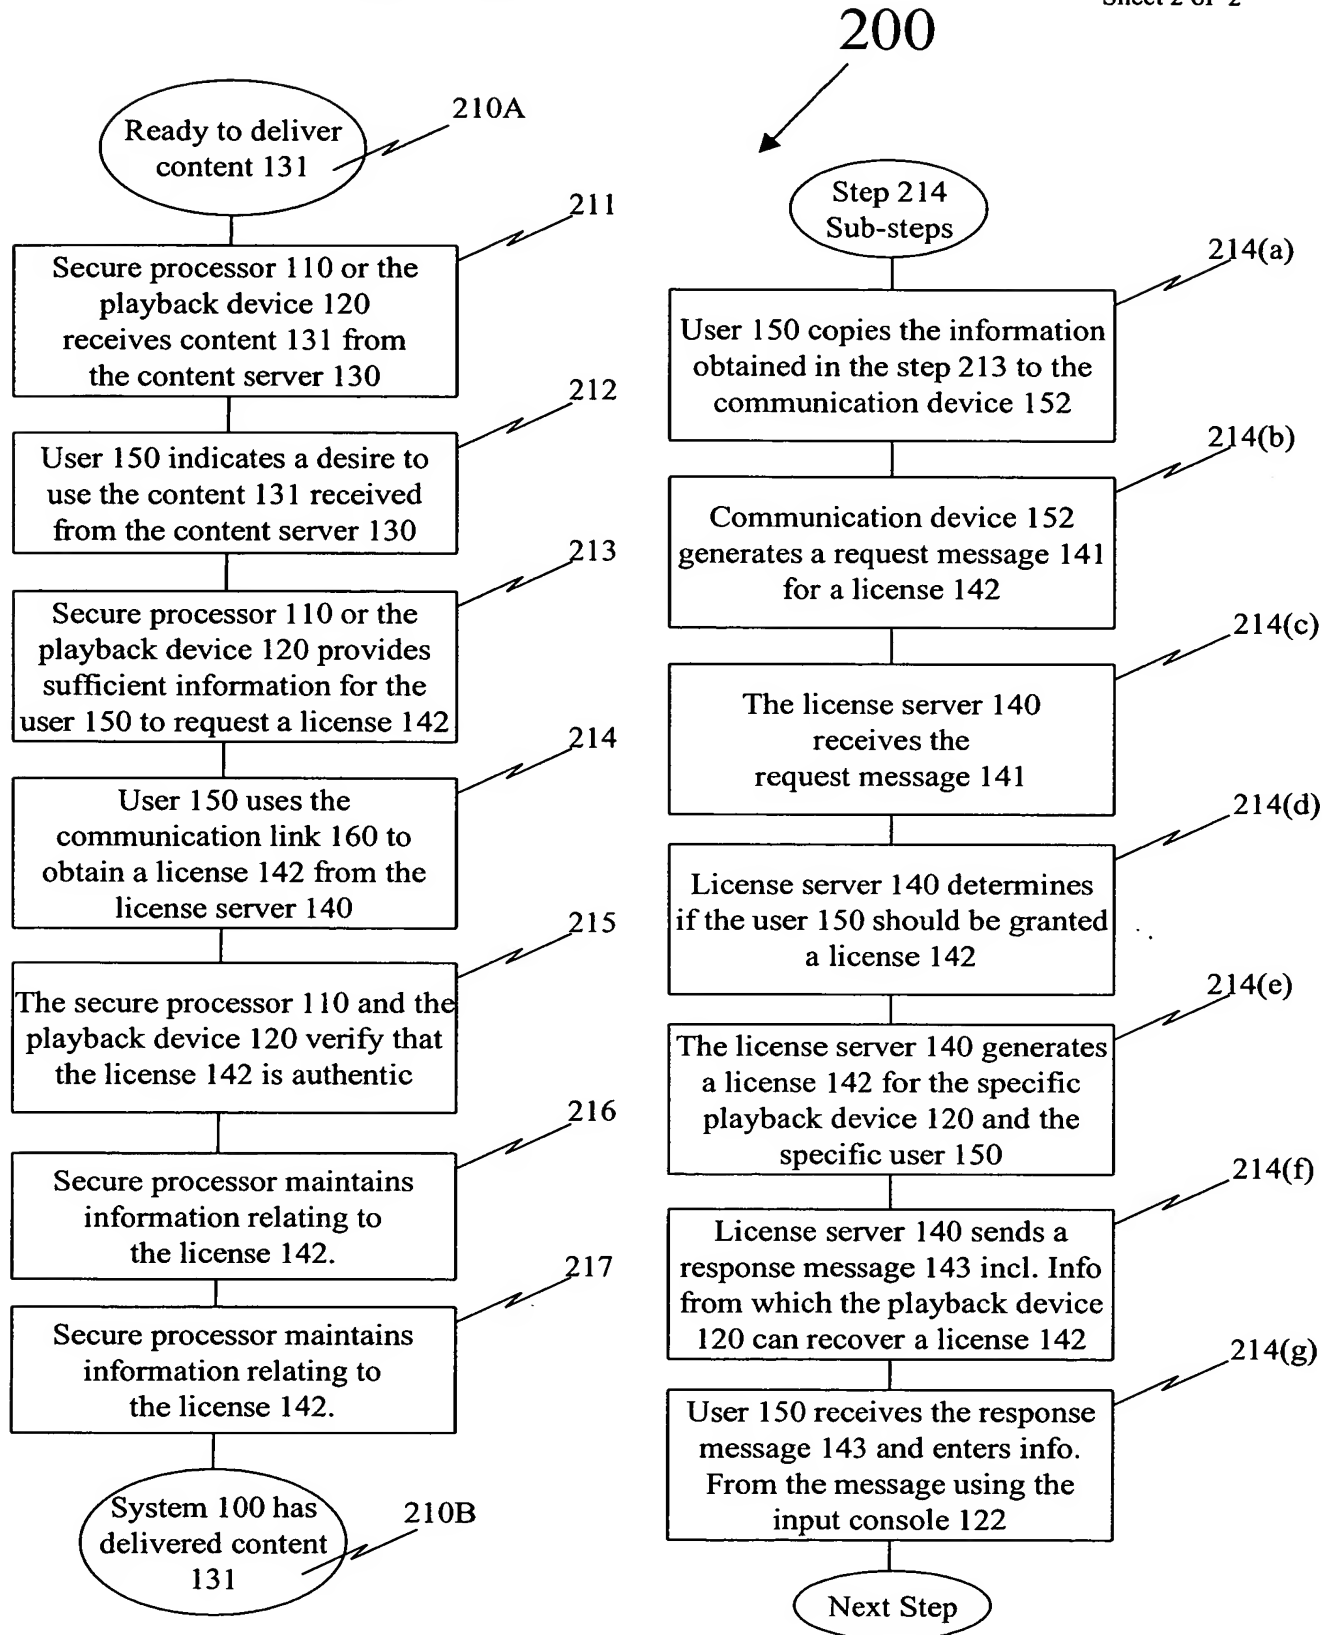 Sheet 2 of 2
200
Ready to deliver
content 131
210A
211
Secure processor 110 or the
playback device 120
receives content 131 from
the content server 130
212
User 150 indicates a desire to
use the content 131 received
from the content server 130
213
Secure processor 110 or the
playback device 120 provides
sufficient information for the
user 150 to request a license 142
214
User 150 uses the
communication link 160 to
obtain a license 142 from the
license server 140
215
The secure processor 110 and the
playback device 120 verify that
the license 142 is authentic
216
Secure processor maintains
information relating to
the license 142.
217
Secure processor maintains
information relating to
the license 142.
System 100 has
delivered content
131
210B
Step 214
Sub-steps
214(a)
User 150 copies the information
obtained in the step 213 to the
communication device 152
214(b)
Communication device 152
generates a request message 141
for a license 142
214(c)
The license server 140
receives the
request message 141
214(d)
License server 140 determines
if the user 150 should be granted
a license 142
214(e)
The license server 140 generates
a license 142 for the specific
playback device 120 and the
specific user 150
214(f)
License server 140 sends a
response message 143 incl. Info
from which the playback device
120 can recover a license 142
214(g)
User 150 receives the response
message 143 and enters info.
From the message using the
input console 122
Next Step